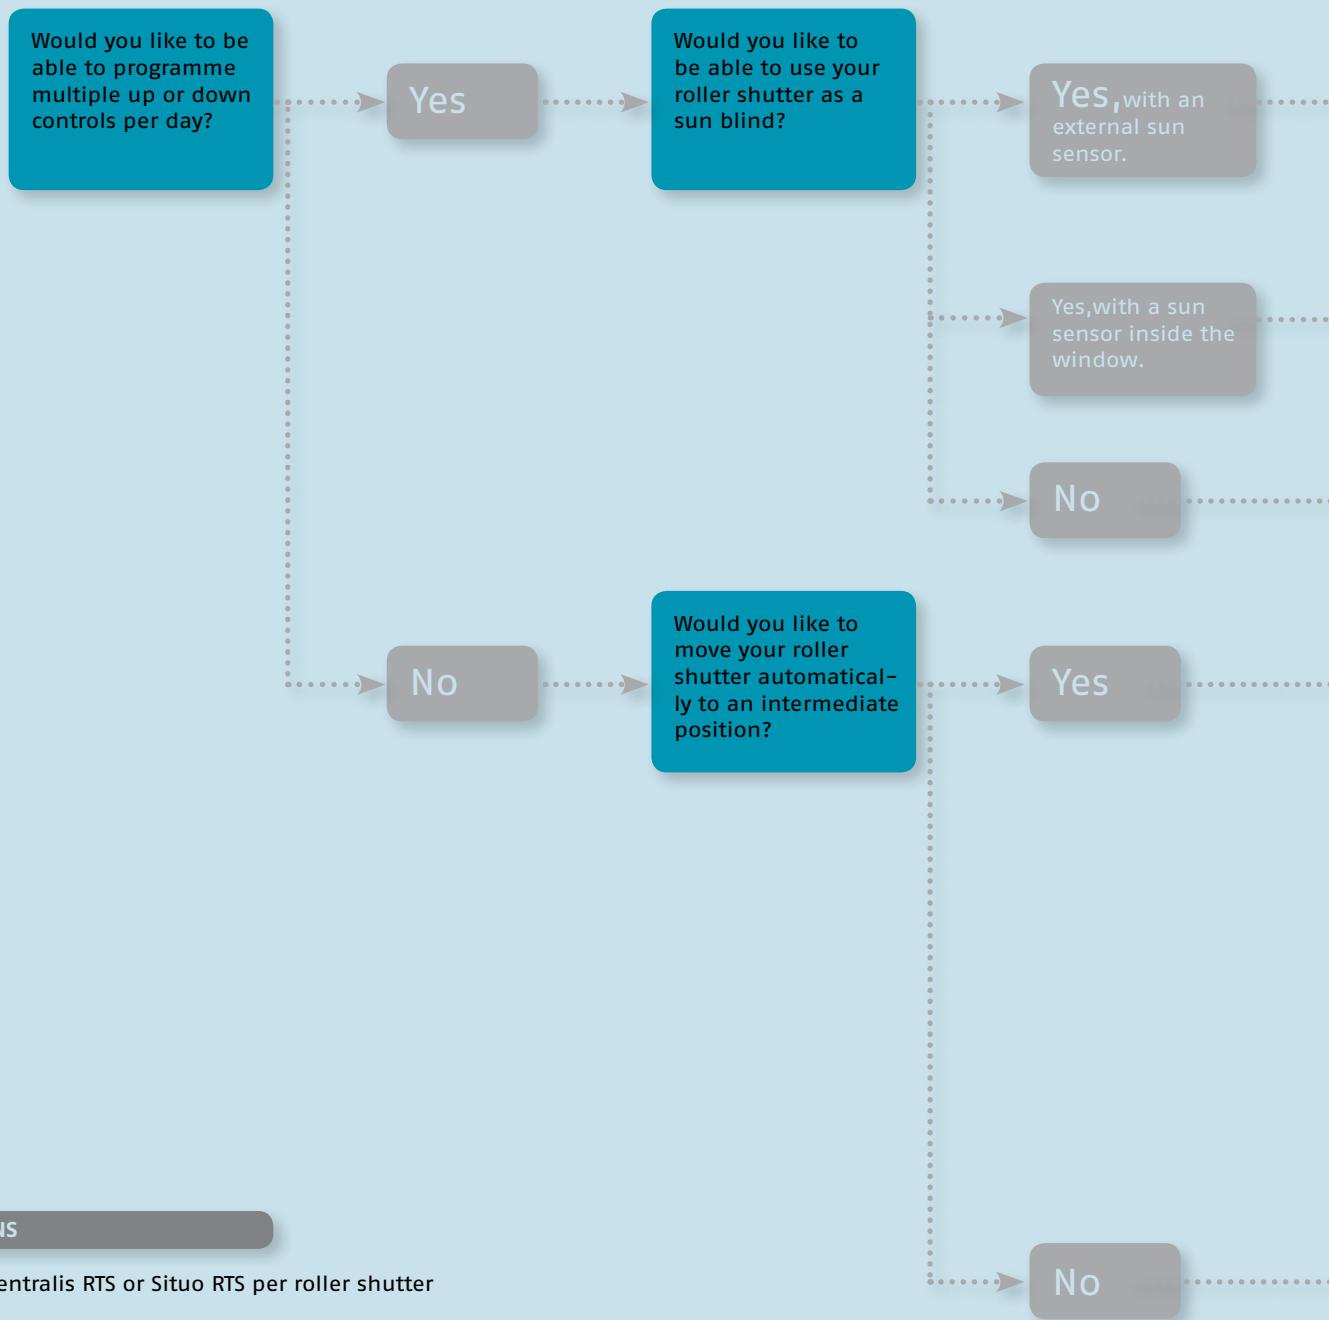 Would you like to be
able to programme
multiple up or down
controls per day?
Yes
Would you like to
be able to use your
roller shutter as a
sun blind?
Yes, with an
external sun
sensor.
Yes,with a sun
sensor inside the
window.
No
No
Would you like to
move your roller
shutter automatical-
ly to an intermediate
position?
Yes
NS
entralis RTS or Situo RTS per roller shutter
No